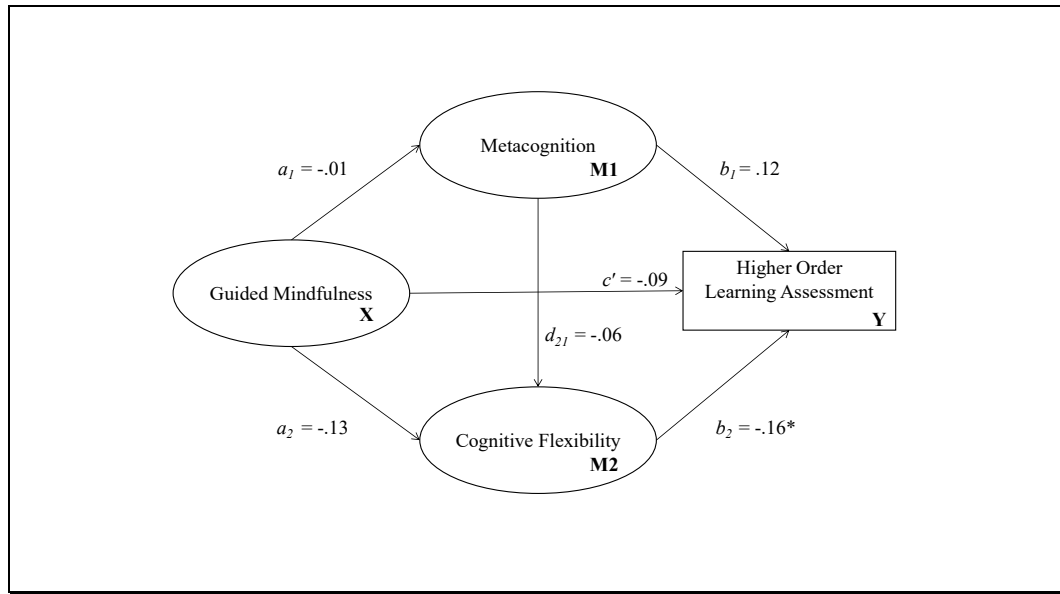 Metacognition
M1
a1 = -.01
b1 = .12
Higher Order
Learning Assessment
Y
Guided Mindfulness
X
c' = -.09
d21 = -.06
a2 = -.13
Cognitive Flexibility
M2
b2 = -.16*